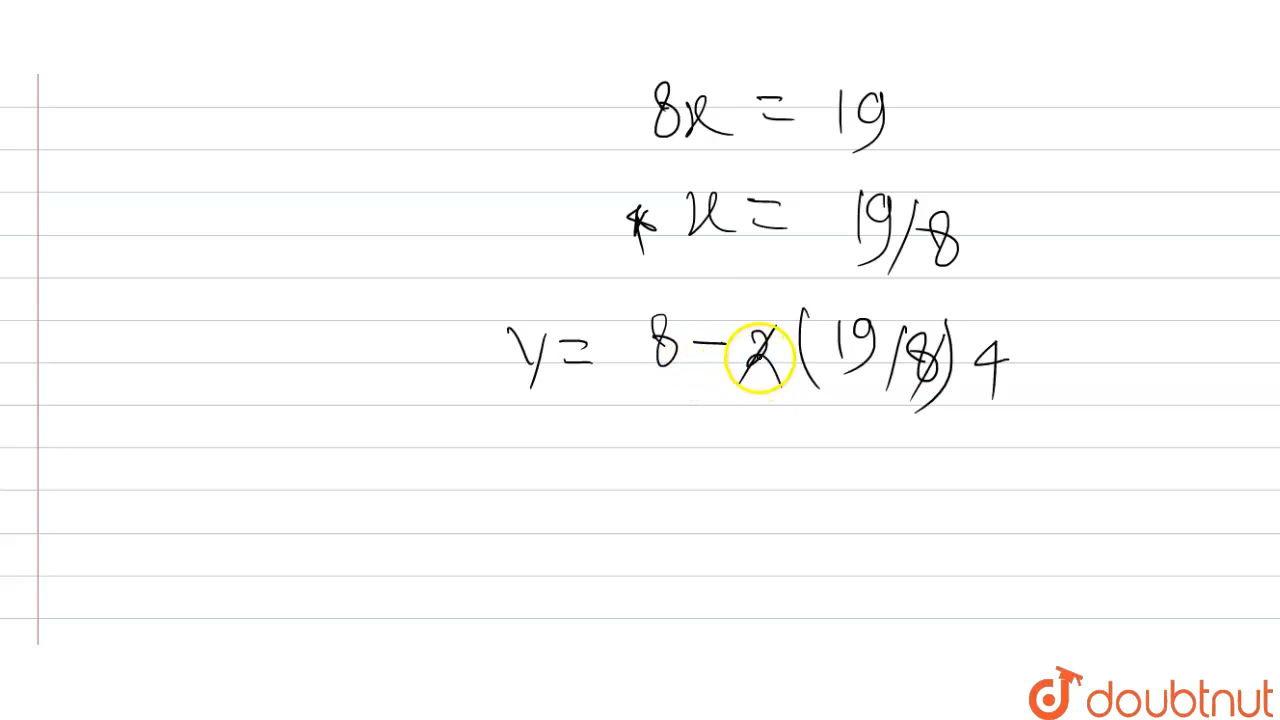 8x = 19
* x = 19/8
y = 8 - 2(19/8) 4
doubtnut